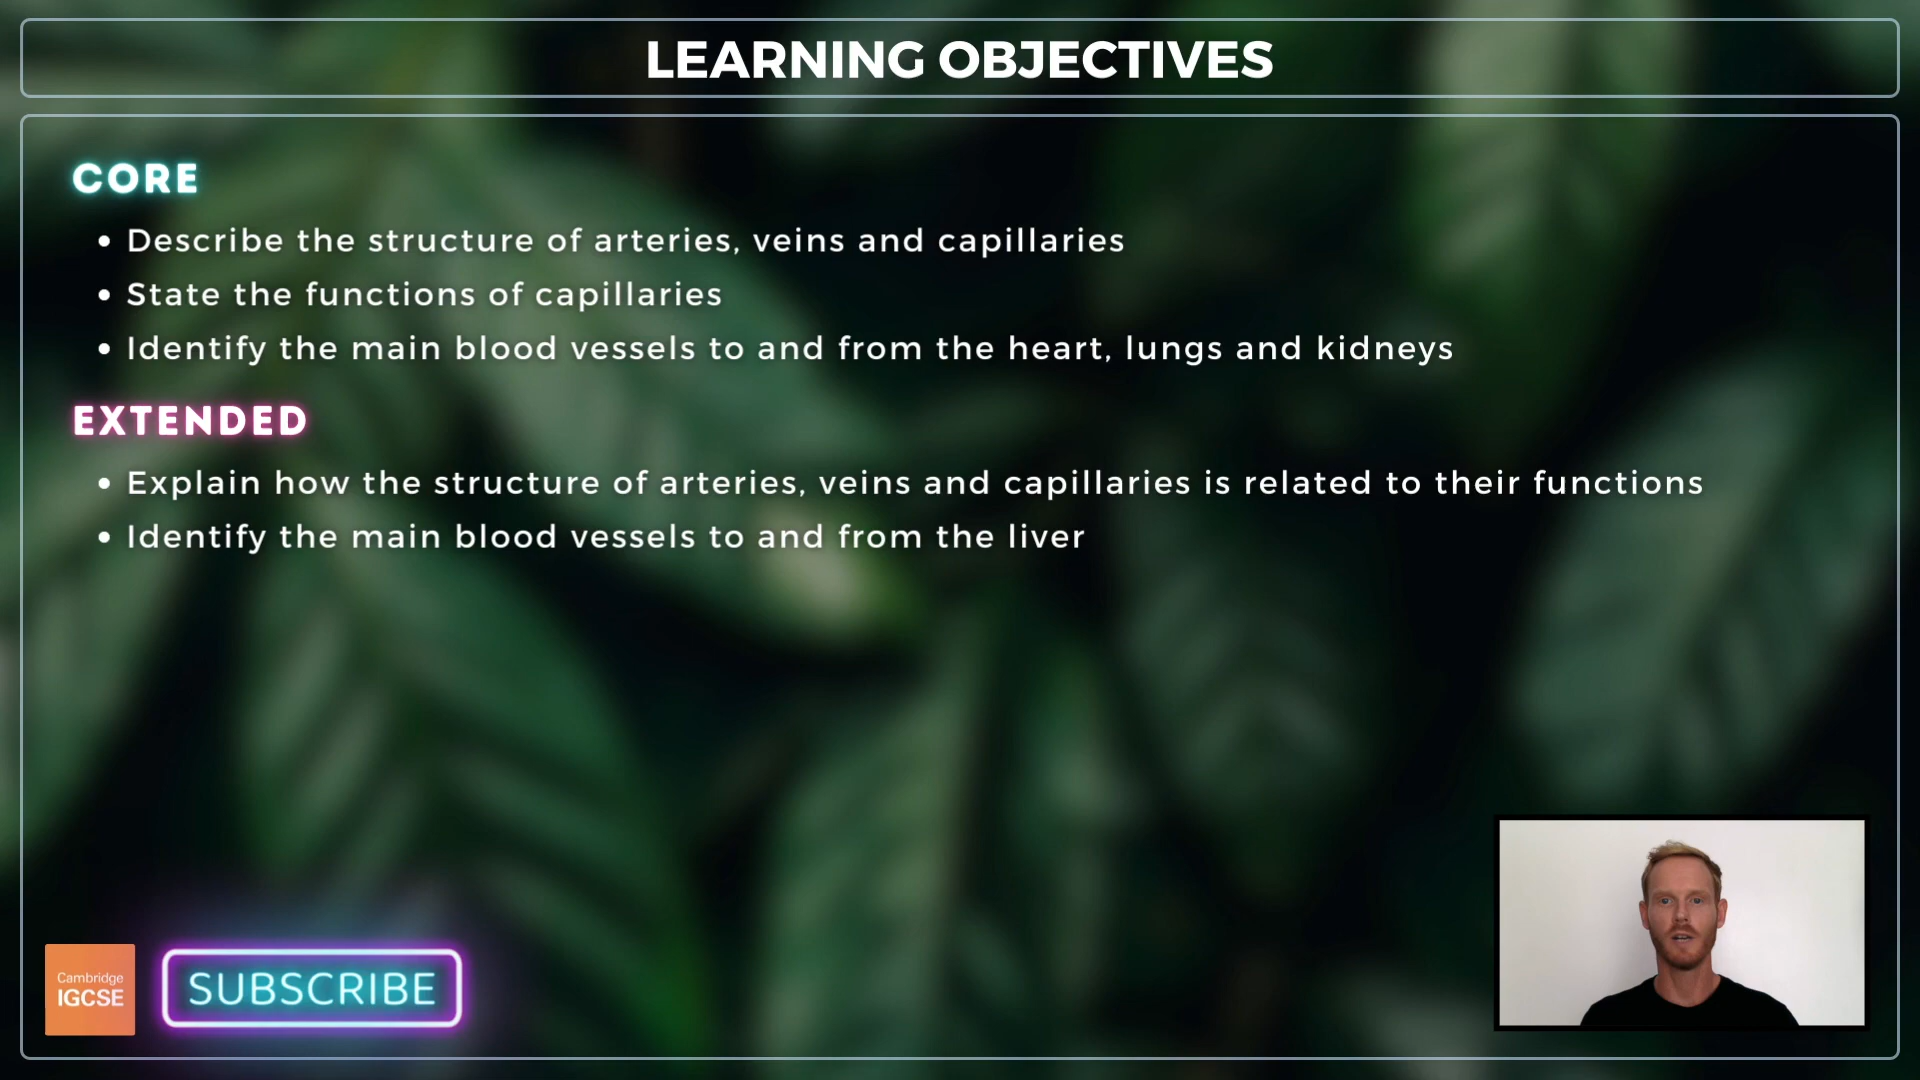 LEARNING OBJECTIVES
CORE
• Describe the structure of arteries, veins and capillaries
• State the functions of capillaries
• Identify the main blood vessels to and from the heart, lungs and kidneys
EXTENDED
• Explain how the structure of arteries, veins and capillaries is related to their functions
• Identify the main blood vessels to and from the liver
Cambridge
IGCSE
SUBSCRIBE